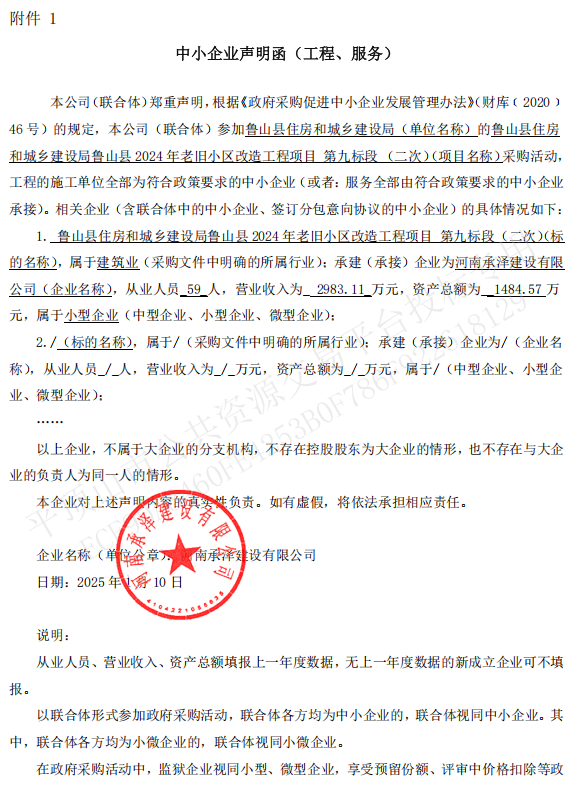 附件 1
中小企业声明函（工程、服务）
本公司（联合体）郑重声明，根据《政府采购促进中小企业发展管理办法》（财库﹝2020﹞
46 号）的规定，本公司（联合体）参加鲁山县住房和城乡建设局（单位名称）的鲁山县住房
和城乡建设局鲁山县 2024 年老旧小区改造工程项目 第九标段 （二次）（项目名称）采购活动，
工程的施工单位全部为符合政策要求的中小企业（或者：服务全部由符合政策要求的中小企业
承接）。相关企业（含联合体中的中小企业、签订分包意向协议的中小企业）的具体情况如下：
1. 鲁山县住房和城乡建设局鲁山县 2024 年老旧小区改造工程项目 第九标段 （二次）（标
的名称），属于建筑业（采购文件中明确的所属行业）；承建（承接）企业为河南承泽建设有限
公司（企业名称），从业人员 59 人，营业收入为 2983.11 万元，资产总额为 1484.57 万
元，属于小型企业（中型企业、小型企业、微型企业）；
2./（标的名称），属于/（采购文件中明确的所属行业）；承建（承接）企业为/（企业名
称），从业人员_/_人，营业收入为_/_万元，资产总额为_/_万元，属于/（中型企业、小型企
业、微型企业）；
……
以上企业，不属于大企业的分支机构，不存在控股股东为大企业的情形，也不存在与大企
业的负责人为同一人的情形。
本企业对上述声明内容的真实性负责。如有虚假，将依法承担相应责任。
企业名称（单位公章）：河南承泽建设有限公司
日期：2025 年 1 月 10 日
河南承泽建设有限公司
说明：
从业人员、营业收入、资产总额填报上一年度数据，无上一年度数据的新成立企业可不填
报。
以联合体形式参加政府采购活动，联合体各方均为中小企业的，联合体视同中小企业。其
中，联合体各方均为小微企业的，联合体视同小微企业。
在政府采购活动中，监狱企业视同小型、微型企业，享受预留份额、评审中价格扣除等政